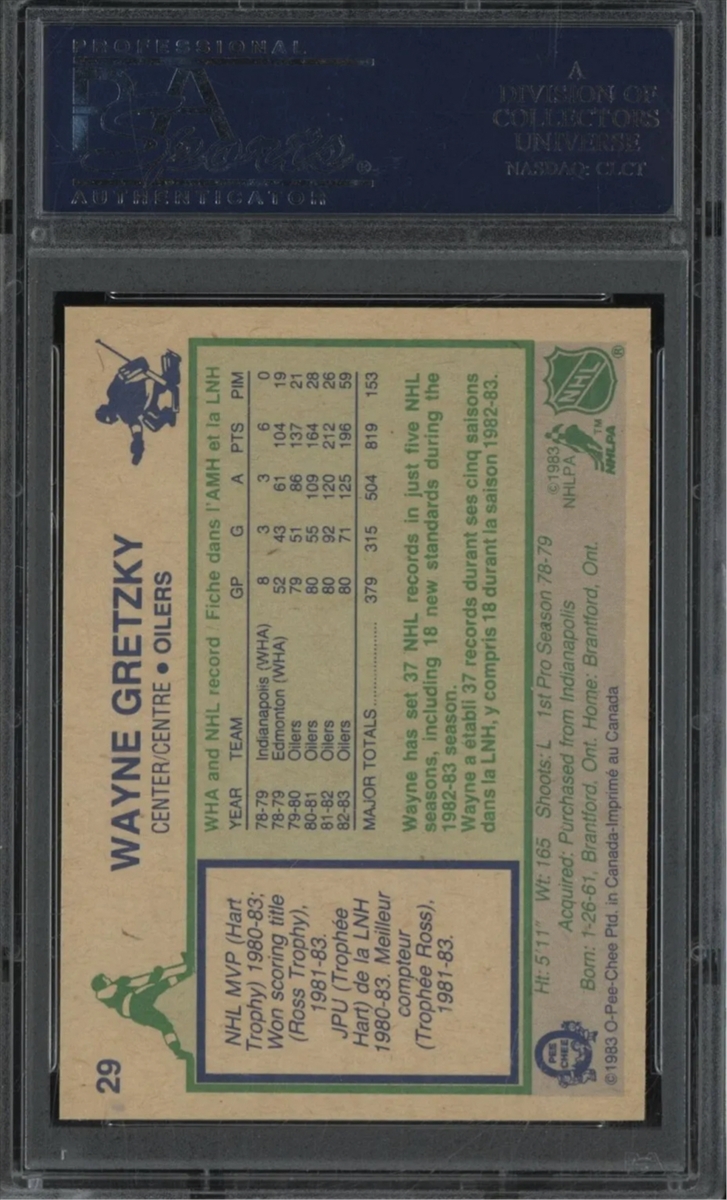 PROFESSIONAL
PSA
Sports
®
AUTHENTICATOR
A
DIVISION OF
COLLECTORS
UNIVERSE
NASDAQ: CLCT
29
WAYNE GRETZKY
CENTER/CENTRE • OILERS
NHL MVP (Hart
Trophy) 1980-83;
Won scoring title
(Ross Trophy),
1981-83.
JPU (Trophée
Hart) de la LNH
1980-83. Meilleur
compteur
(Trophée Ross),
1981-83.
WHA and NHL record Fiche dans l'AMH et la LNH
YEAR TEAM GP G A PTS PIM
78-79 Indianapolis (WHA) 8 3 3 6 0
78-79 Edmonton (WHA) 52 43 61 104 19
79-80 Oilers 79 51 86 137 21
80-81 Oilers 80 55 109 164 28
81-82 Oilers 80 92 120 212 26
82-83 Oilers 80 71 125 196 59
MAJOR TOTALS .................... 379 315 504 819 153
Wayne has set 37 NHL records in just five NHL
seasons, including 18 new standards during the
1982-83 season.
Wayne a établi 37 records durant ses cinq saisons
dans la LNH, y compris 18 durant la saison 1982-83.
O PEE CHEE
Ht: 5'11" Wt: 165 Shoots: L 1st Pro Season 78-79
Acquired: Purchased from Indianapolis
Born: 1-26-61, Brantford, Ont. Home: Brantford, Ont.
©1983 O-Pee-Chee Ptd. in Canada-Imprimé au Canada
©1983
NHLPA
™
NHLPA
NHL
®